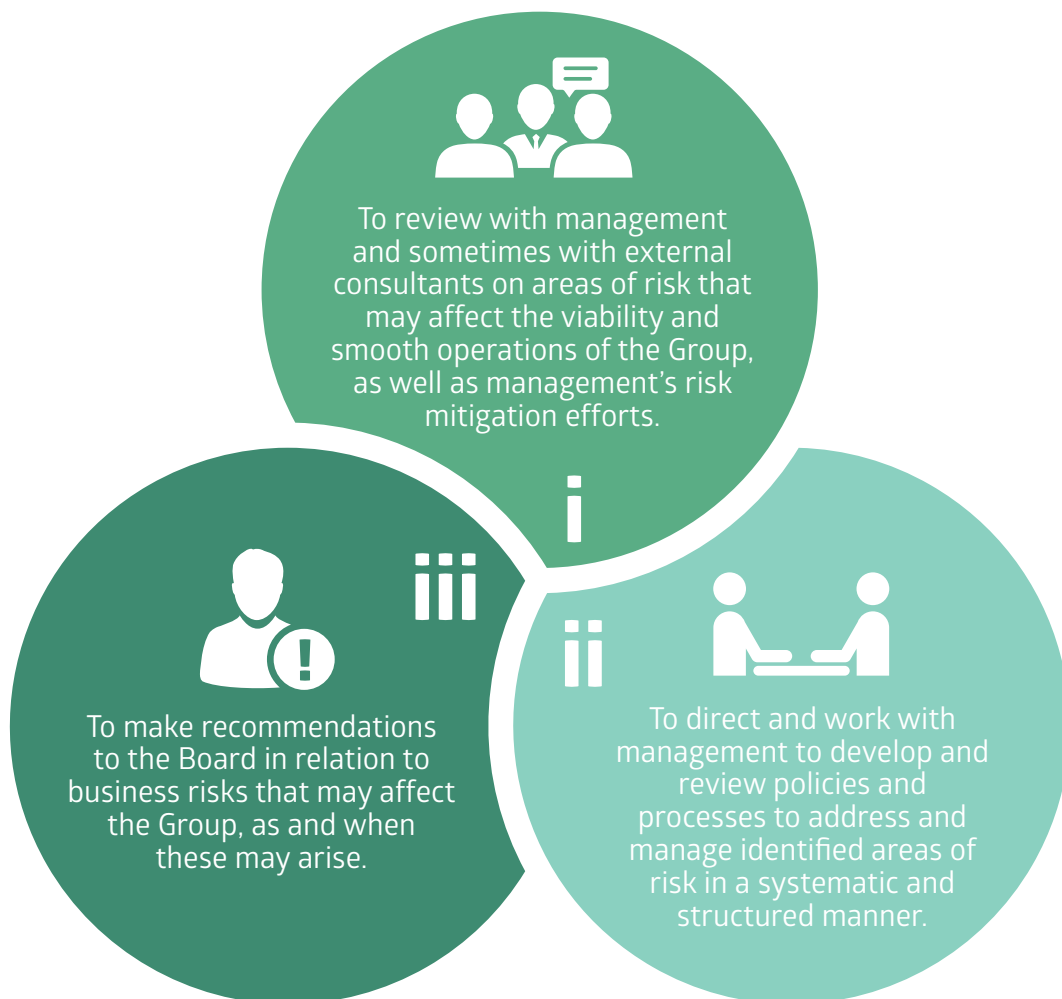 To review with management
and sometimes with external
consultants on areas of risk that
may affect the viability and
smooth operations of the Group,
as well as management’s risk
mitigation efforts.
i
ii
To direct and work with
management to develop and
review policies and
processes to address and
manage identified areas of
risk in a systematic and
structured manner.
iii
!
To make recommendations
to the Board in relation to
business risks that may affect
the Group, as and when
these may arise.